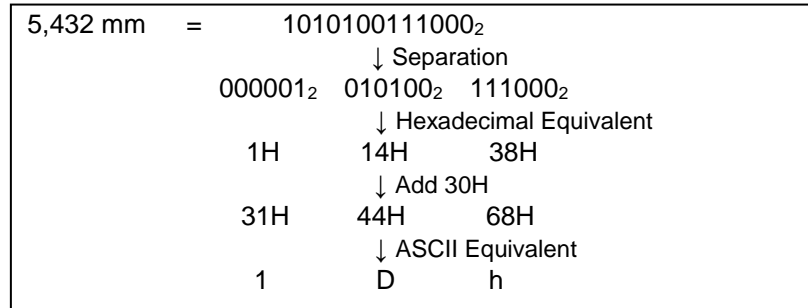 5,432 mm = 1010100111000₂
↓ Separation
000001₂ 010100₂ 111000₂
↓ Hexadecimal Equivalent
1H 14H 38H
↓ Add 30H
31H 44H 68H
↓ ASCII Equivalent
1 D h